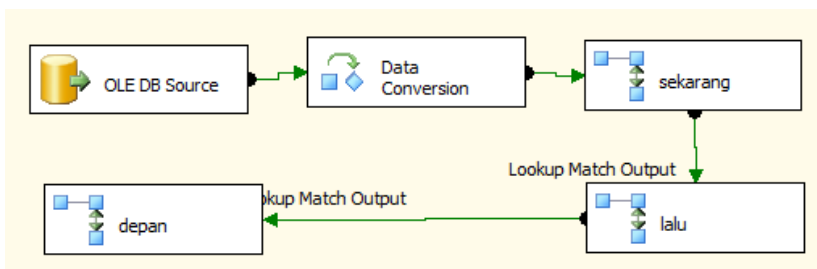 OLE DB Source
Data
Conversion
sekarang
Lookup Match Output
lalu
okup Match Output
depan